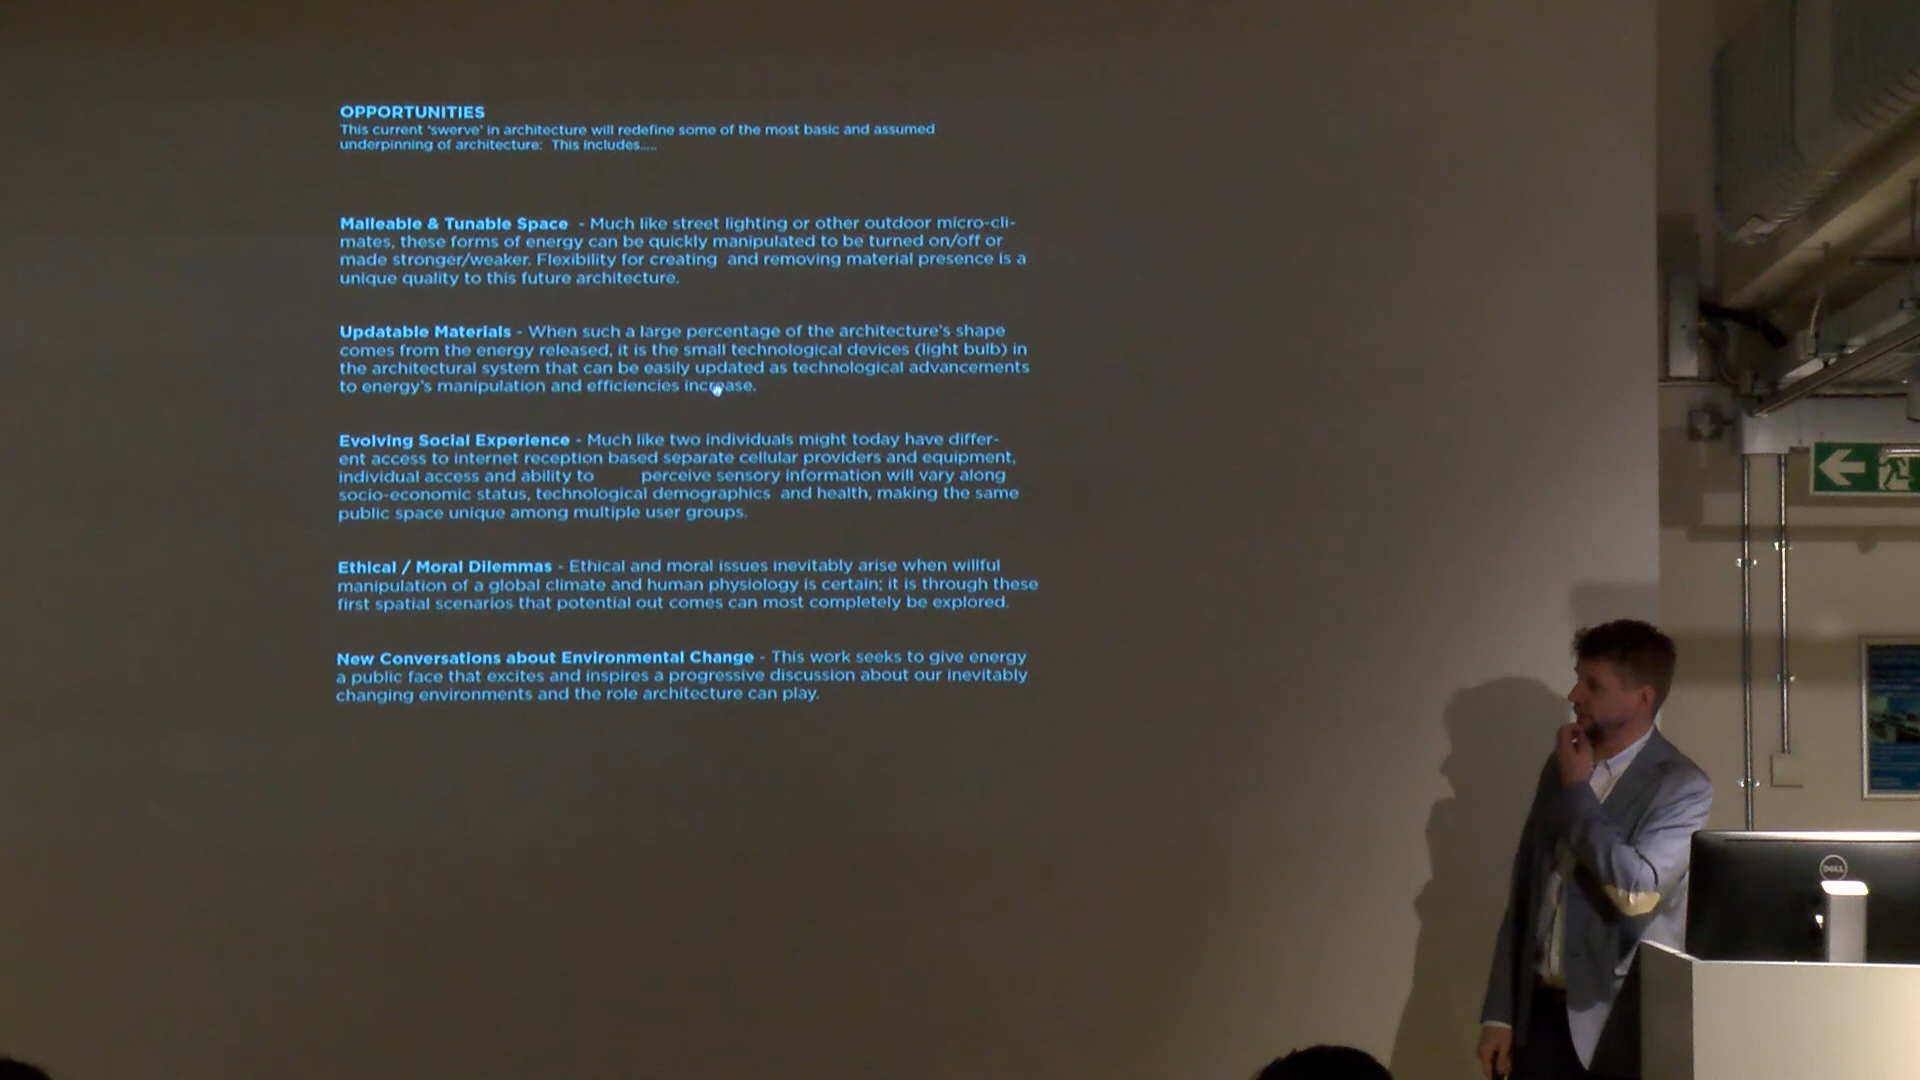 OPPORTUNITIES
This current 'swerve' in architecture will redefine some of the most basic and assumed
underpinning of architecture:  This includes.....
Malleable & Tunable Space  - Much like street lighting or other outdoor micro-cli-
mates, these forms of energy can be quickly manipulated to be turned on/off or
made stronger/weaker. Flexibility for creating  and removing material presence is a
unique quality to this future architecture.
Updatable Materials - When such a large percentage of the architecture's shape
comes from the energy released, it is the small technological devices (light bulb) in
the architectural system that can be easily updated as technological advancements
to energy's manipulation and efficiencies increase.
Evolving Social Experience - Much like two individuals might today have differ-
ent access to internet reception based separate cellular providers and equipment,
individual access and ability to      perceive sensory information will vary along
socio-economic status, technological demographics  and health, making the same
public space unique among multiple user groups.
Ethical / Moral Dilemmas - Ethical and moral issues inevitably arise when willful
manipulation of a global climate and human physiology is certain; it is through these
first spatial scenarios that potential out comes can most completely be explored.
New Conversations about Environmental Change - This work seeks to give energy
a public face that excites and inspires a progressive discussion about our inevitably
changing environments and the role architecture can play.
DELL